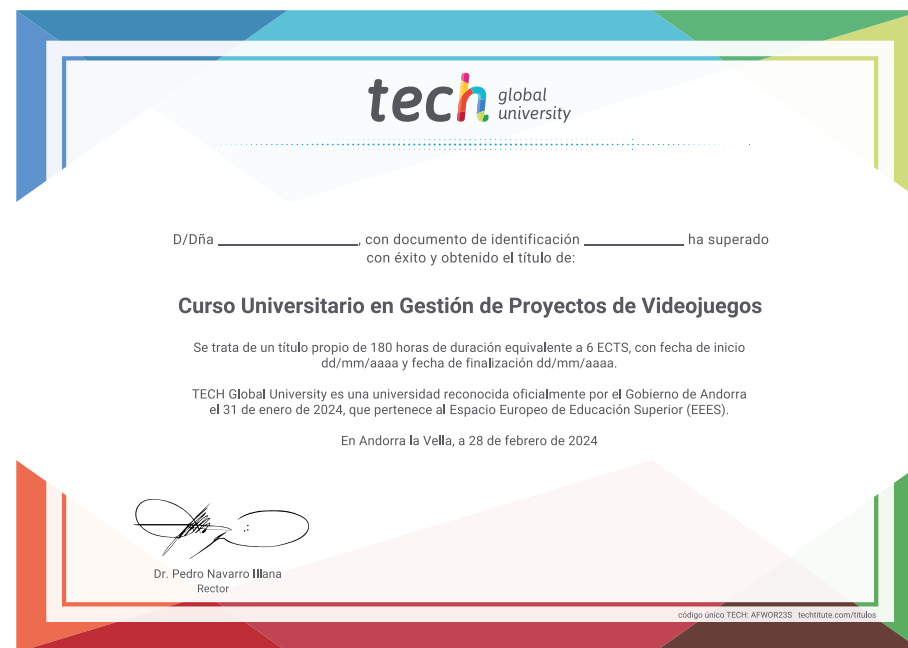 tech global university
D/Dña ____________________, con documento de identificación ______________ ha superado
con éxito y obtenido el título de:
Curso Universitario en Gestión de Proyectos de Videojuegos
Se trata de un título propio de 180 horas de duración equivalente a 6 ECTS, con fecha de inicio
dd/mm/aaaa y fecha de finalización dd/mm/aaaa.
TECH Global University es una universidad reconocida oficialmente por el Gobierno de Andorra
el 31 de enero de 2024, que pertenece al Espacio Europeo de Educación Superior (EEES).
En Andorra la Vella, a 28 de febrero de 2024
Dr. Pedro Navarro Illana
Rector
código único TECH: AFWOR23S techtitute.com/titulos